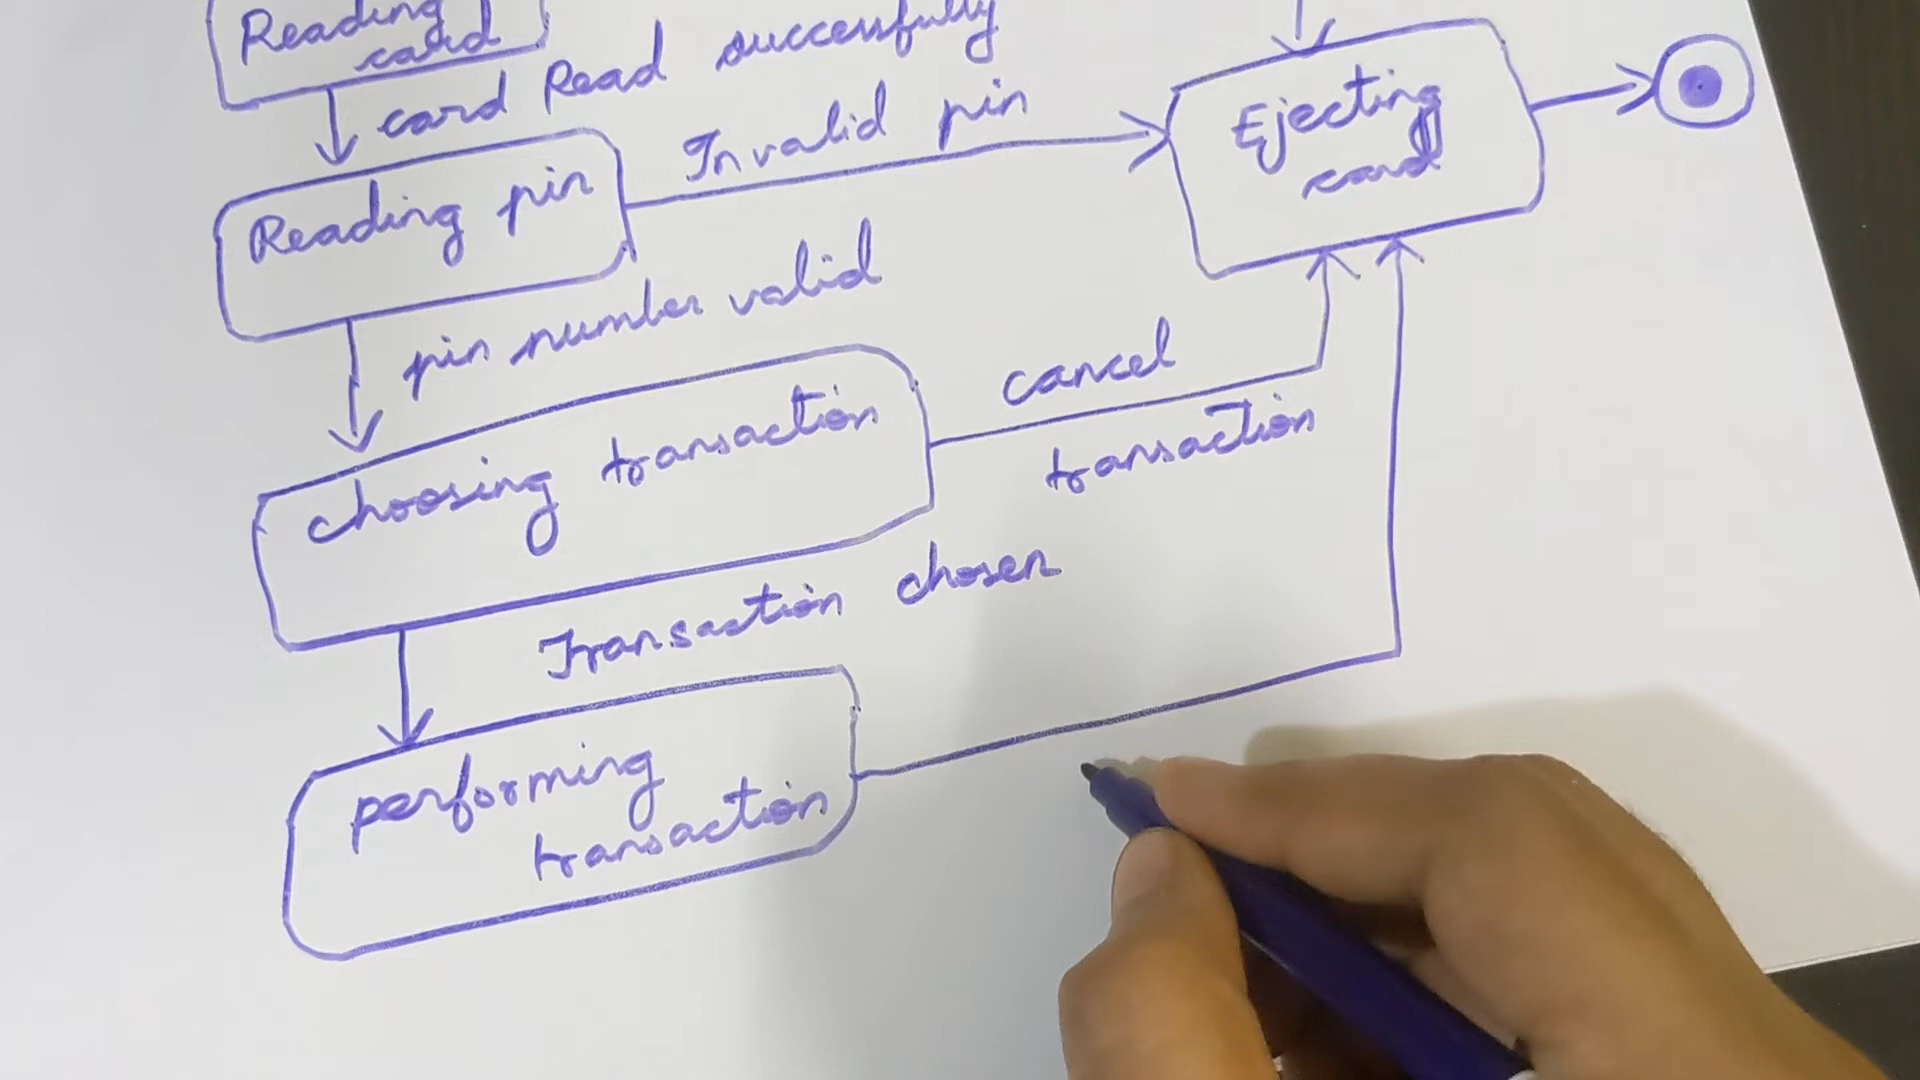 Reading
card
card Read successfully
Invalid pin
Ejecting
card
Reading pin
pin number valid
cancel
transaction
choosing transaction
Transaction chosen
performing
transaction